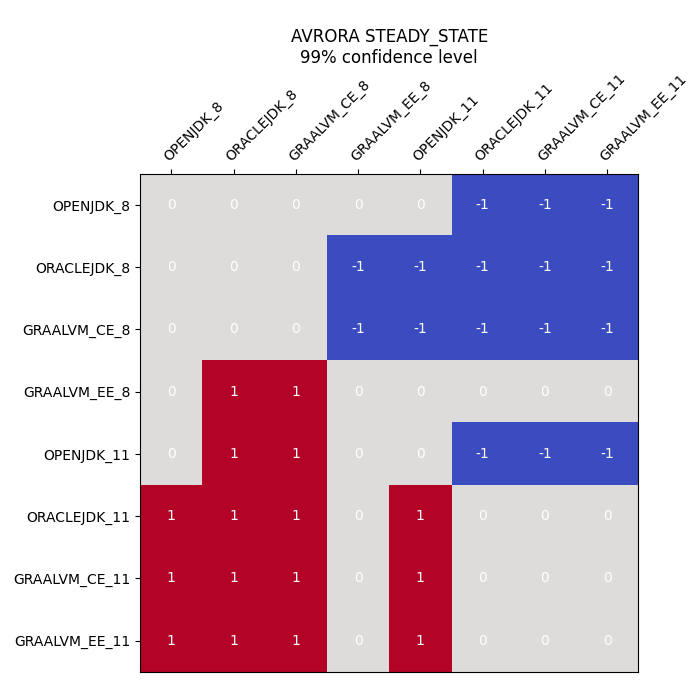 AVRORA STEADY_STATE
99% confidence level
OPENJDK_8
ORACLEJDK_8
GRAALVM_CE_8
GRAALVM_EE_8
OPENJDK_11
ORACLEJDK_11
GRAALVM_CE_11
GRAALVM_EE_11
OPENJDK_8 0 0 0 0 0 -1 -1 -1
ORACLEJDK_8 0 0 0 -1 -1 -1 -1 -1
GRAALVM_CE_8 0 0 0 -1 -1 -1 -1 -1
GRAALVM_EE_8 0 1 1 0 0 0 0 0
OPENJDK_11 0 1 1 0 0 -1 -1 -1
ORACLEJDK_11 1 1 1 0 1 0 0 0
GRAALVM_CE_11 1 1 1 0 1 0 0 0
GRAALVM_EE_11 1 1 1 0 1 0 0 0